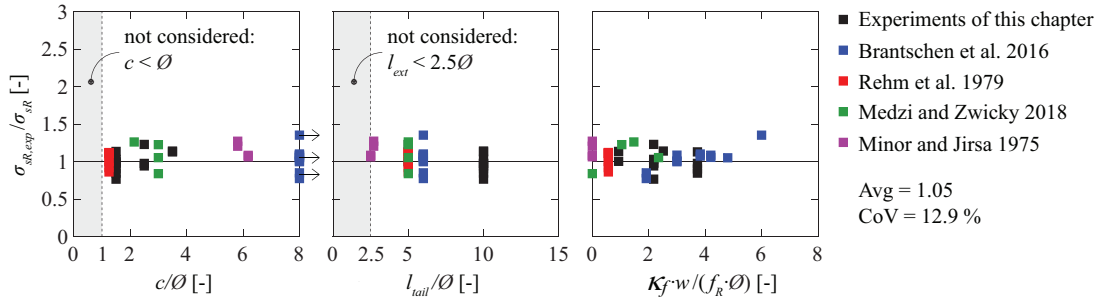 σsR,exp/σsR [-]
3
2.5
2
1.5
1
0.5
0
not considered:
c < Ø
0 1 2 4 6 8
c/Ø [-]
not considered:
lext < 2.5Ø
0 2.5 5 10 15
ltail/Ø [-]
0 2 4 6 8
κf·w/(fR·Ø) [-]
Experiments of this chapter
Brantschen et al. 2016
Rehm et al. 1979
Medzi and Zwicky 2018
Minor and Jirsa 1975
Avg = 1.05
CoV = 12.9 %